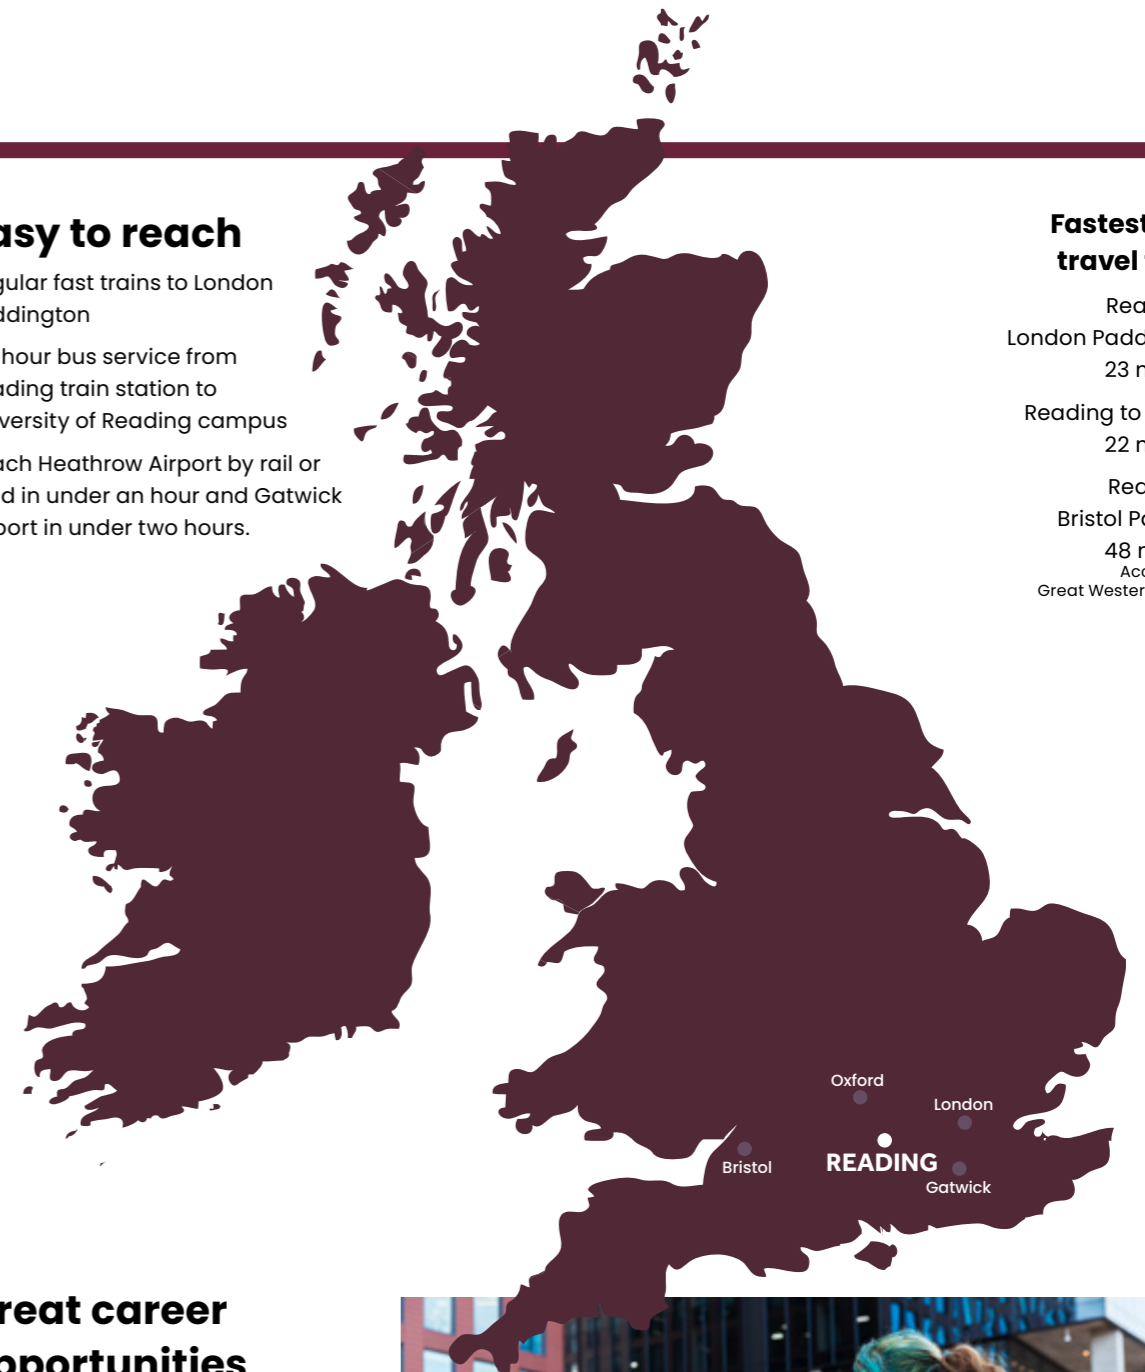 asy to reach
gular fast trains to London
ddington
hour bus service from
ading train station to
versity of Reading campus
ach Heathrow Airport by rail or
d in under an hour and Gatwick
port in under two hours.
Fastest
travel
Rea
London Padd
23 m
Reading to
22 m
Rea
Bristol Pa
48 m
Acc
Great Wester
Oxford
London
Bristol
READING
Gatwick
reat career
pportunities